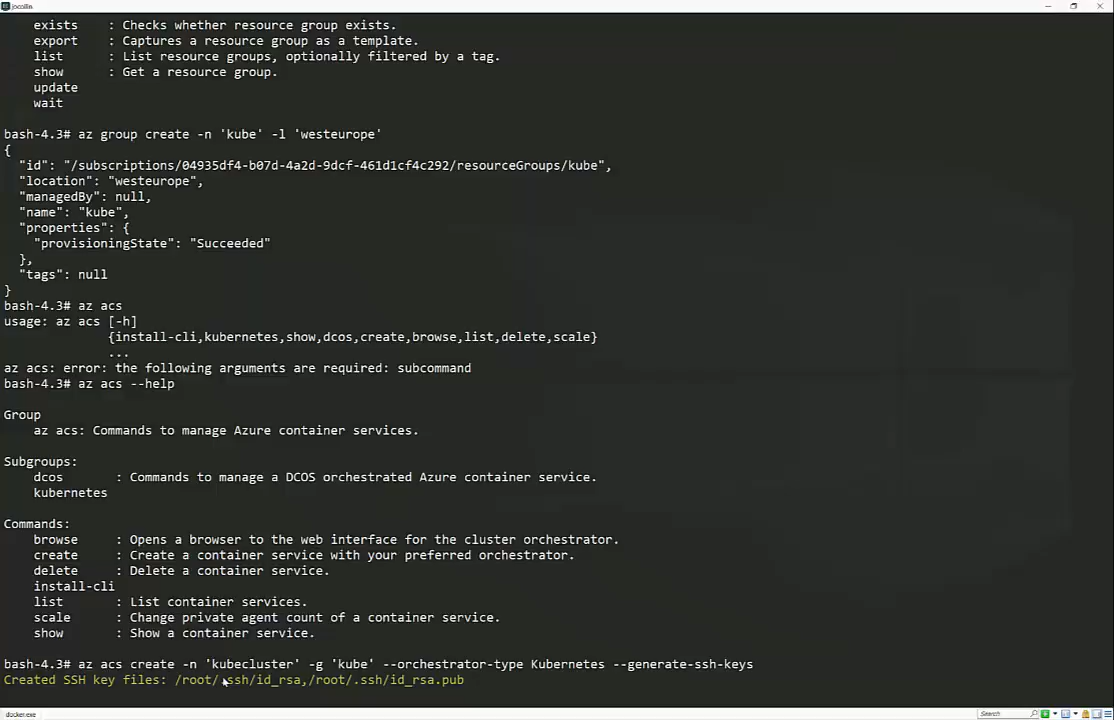 jocollin
exists    : Checks whether resource group exists.
export    : Captures a resource group as a template.
list      : List resource groups, optionally filtered by a tag.
show      : Get a resource group.
update
wait
bash-4.3# az group create -n 'kube' -l 'westeurope'
{
"id": "/subscriptions/04935df4-b07d-4a2d-9dcf-461d1cf4c292/resourceGroups/kube",
"location": "westeurope",
"managedBy": null,
"name": "kube",
"properties": {
"provisioningState": "Succeeded"
},
"tags": null
}
bash-4.3# az acs
usage: az acs [-h]
{install-cli,kubernetes,show,dcos,create,browse,list,delete,scale}
...
az acs: error: the following arguments are required: subcommand
bash-4.3# az acs --help
Group
az acs: Commands to manage Azure container services.
Subgroups:
dcos       : Commands to manage a DCOS orchestrated Azure container service.
kubernetes
Commands:
browse     : Opens a browser to the web interface for the cluster orchestrator.
create     : Create a container service with your preferred orchestrator.
delete     : Delete a container service.
install-cli
list       : List container services.
scale      : Change private agent count of a container service.
show       : Show a container service.
bash-4.3# az acs create -n 'kubecluster' -g 'kube' --orchestrator-type Kubernetes --generate-ssh-keys
Created SSH key files: /root/.ssh/id_rsa,/root/.ssh/id_rsa.pub
docker.exe
Search